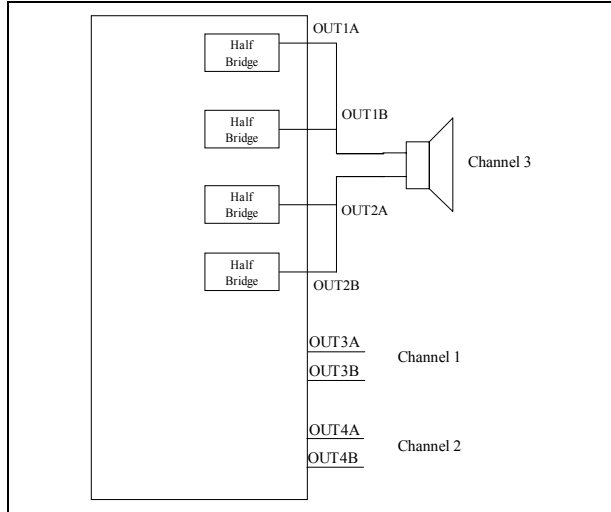 OUT1A
Half
Bridge
OUT1B
Half
Bridge
Channel 3
Half
Bridge
OUT2A
Half
Bridge
OUT2B
OUT3A
Channel 1
OUT3B
OUT4A
Channel 2
OUT4B